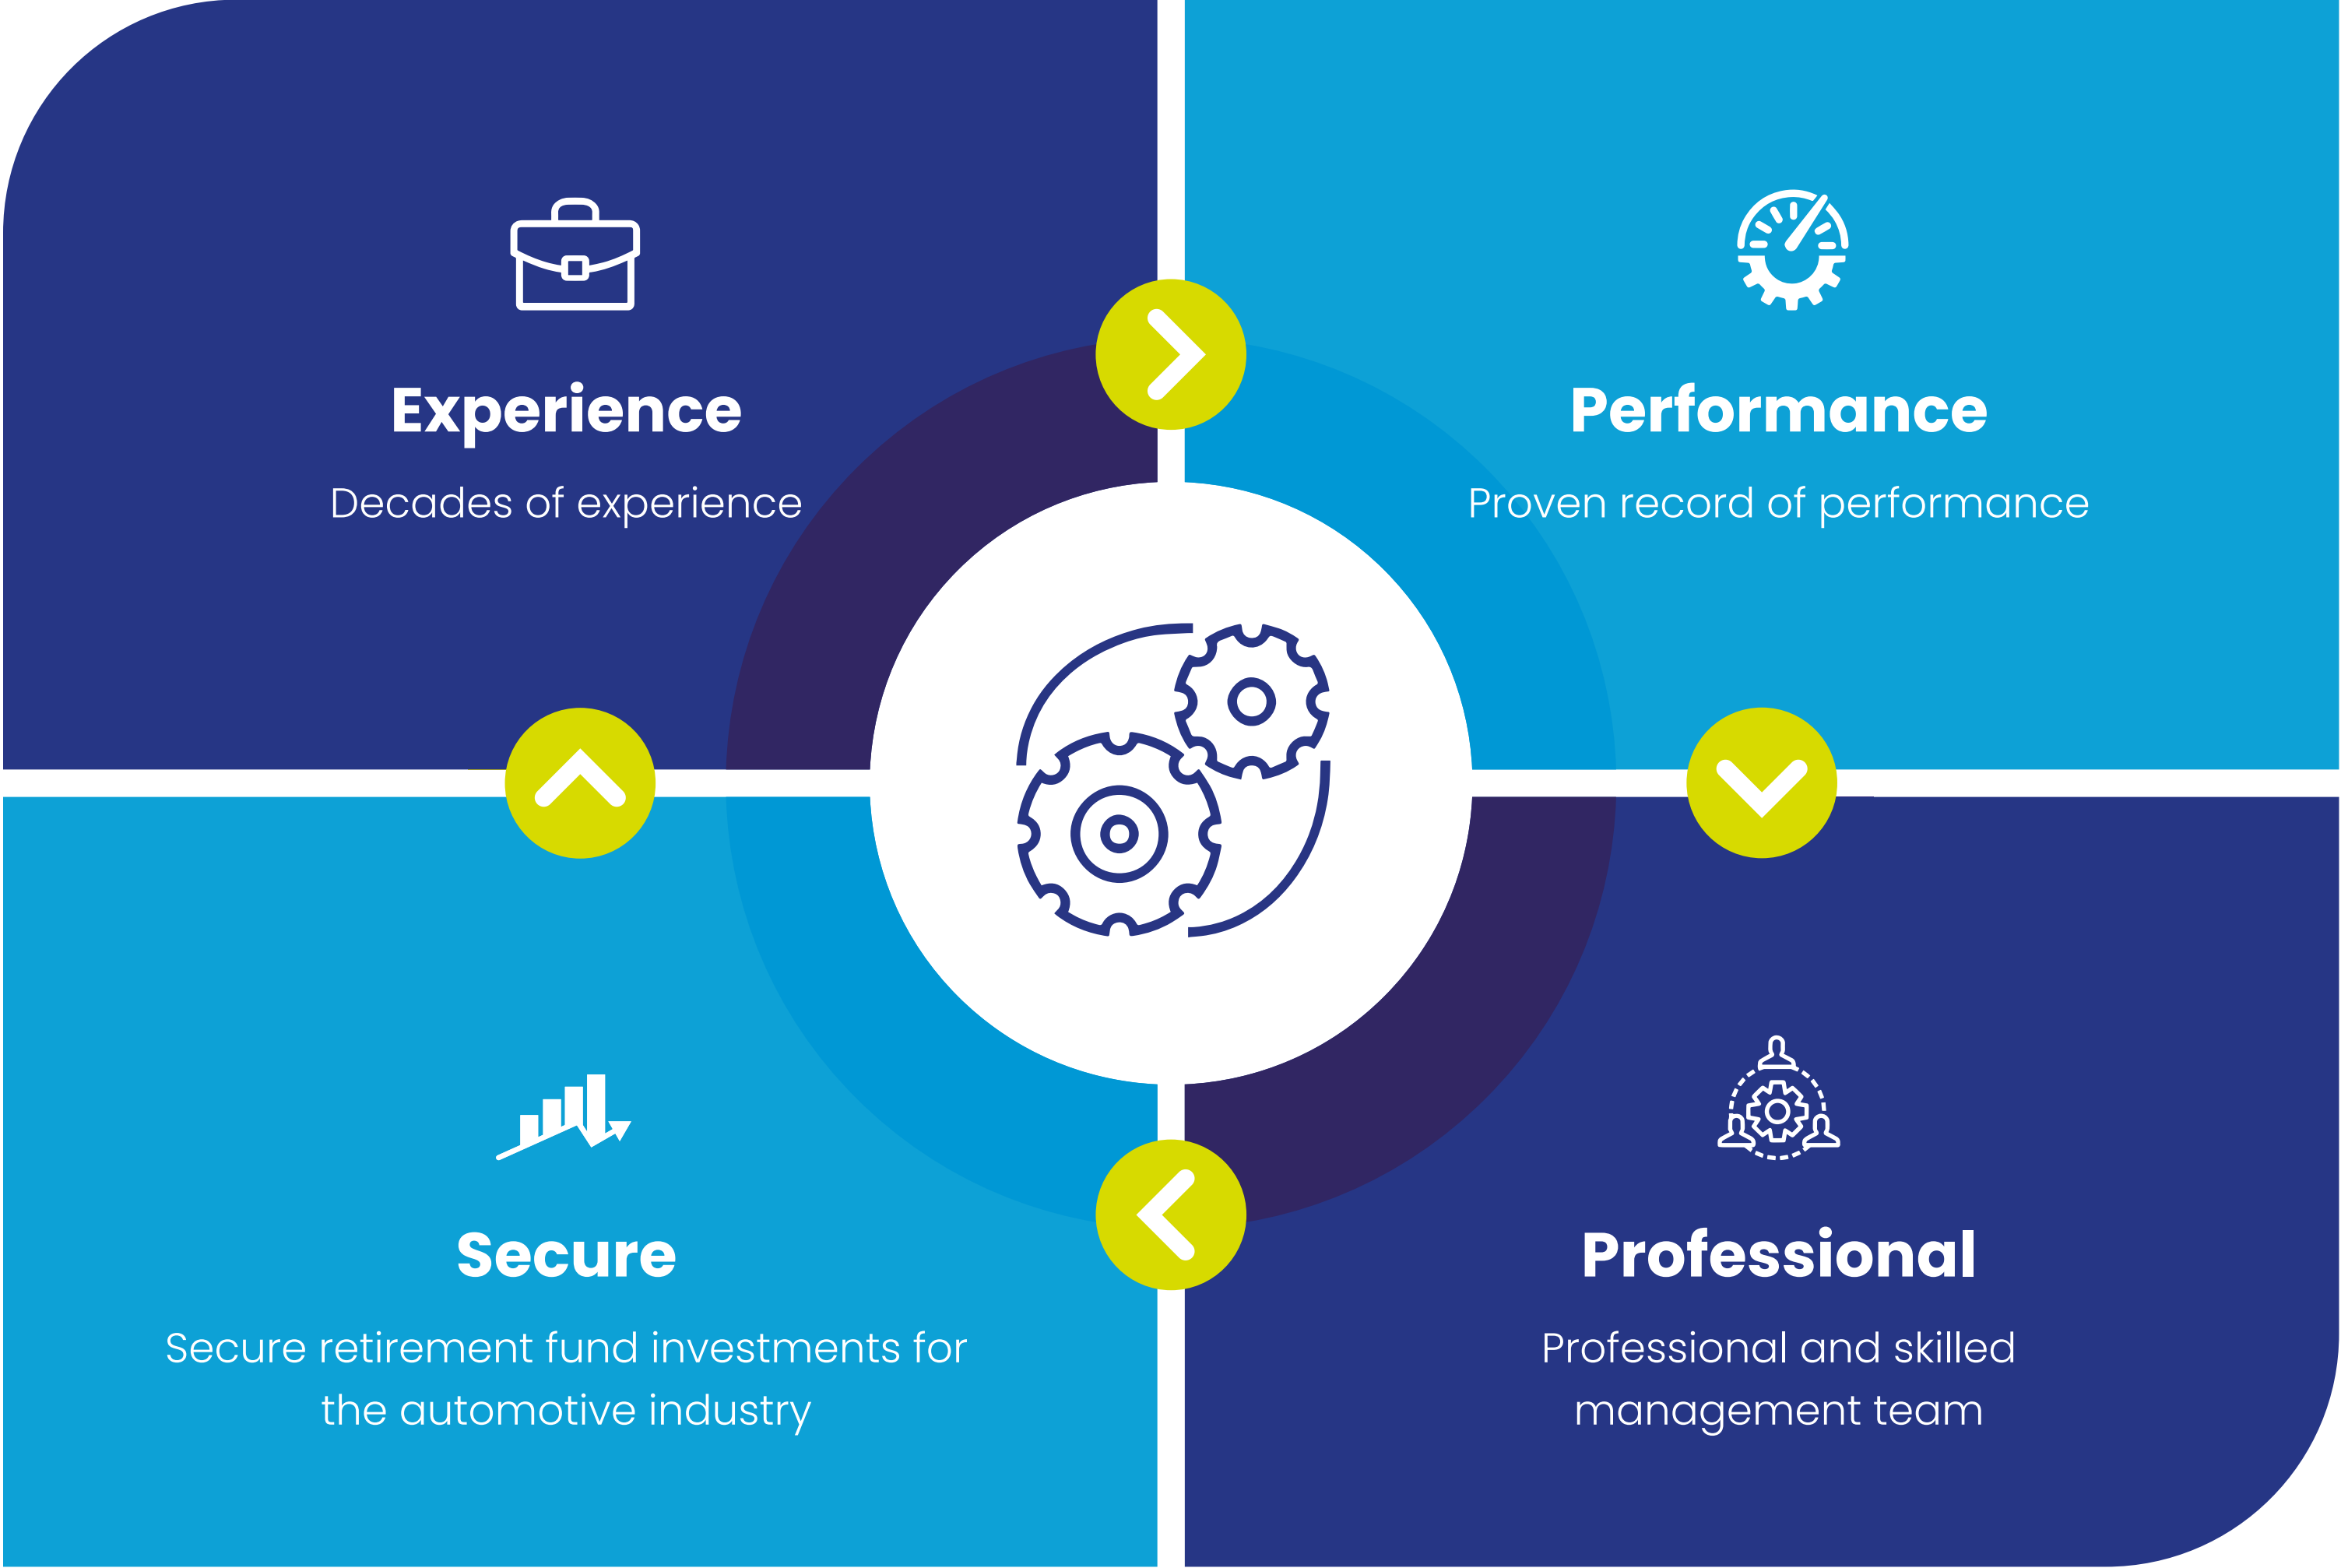 Experience
Decades of experience
Performance
Proven record of performance
Secure
Secure retirement fund investments for
the automotive industry
Professional
Professional and skilled
management team